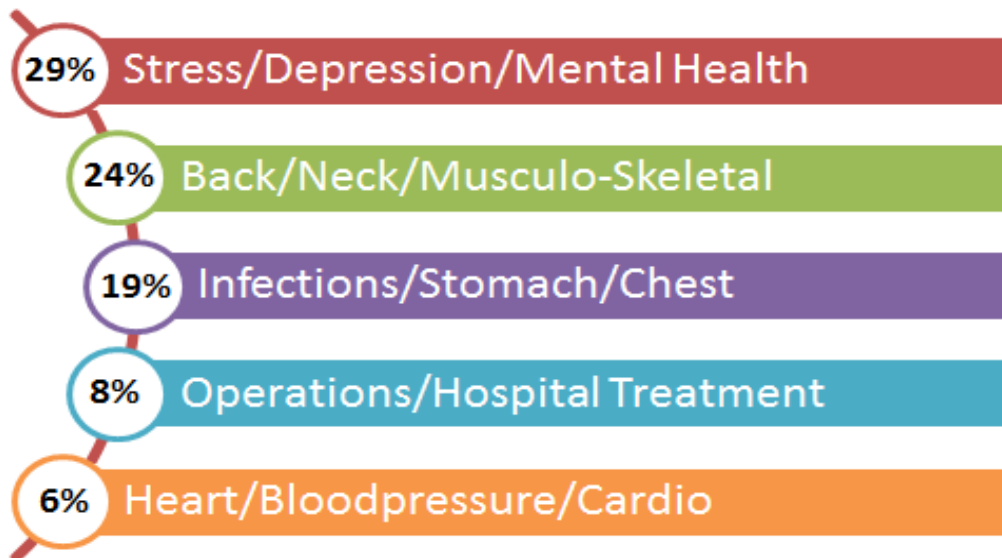 29% Stress/Depression/Mental Health
24% Back/Neck/Musculo-Skeletal
19% Infections/Stomach/Chest
8% Operations/Hospital Treatment
6% Heart/Bloodpressure/Cardio